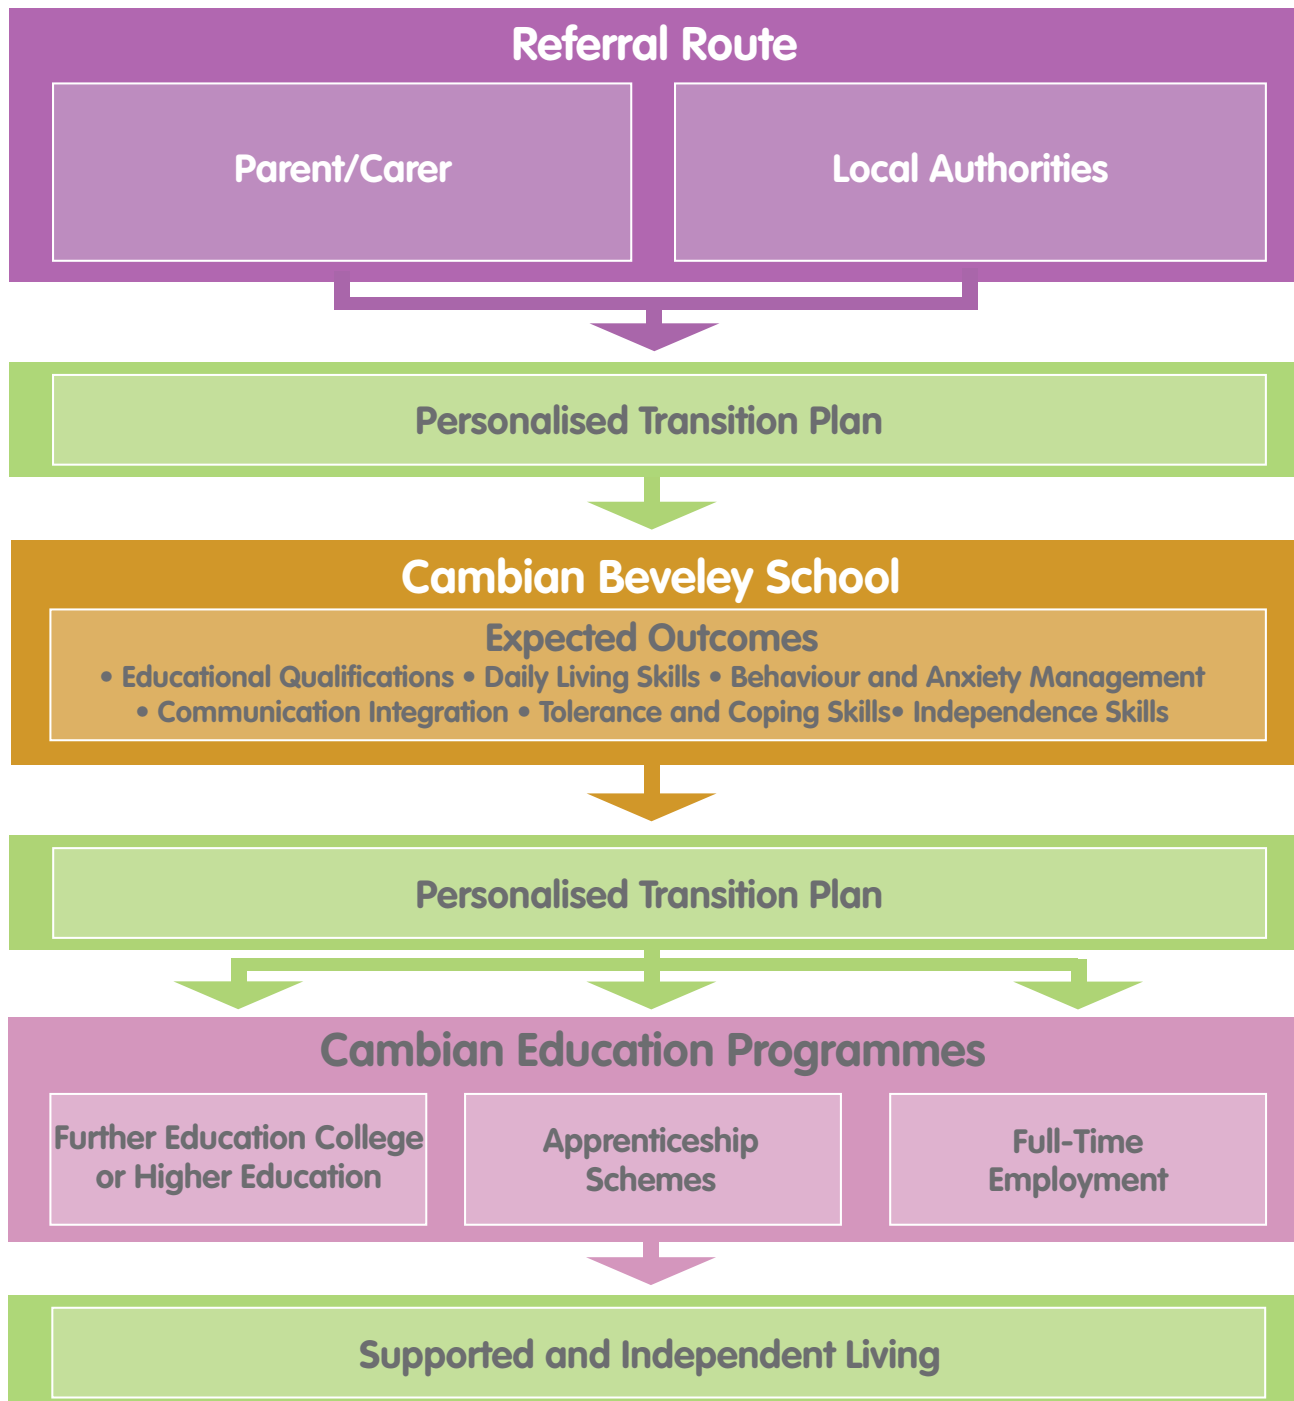 Referral Route
Parent/Carer
Local Authorities
Personalised Transition Plan
Cambian Beveley School
Expected Outcomes
• Educational Qualifications • Daily Living Skills • Behaviour and Anxiety Management
• Communication Integration • Tolerance and Coping Skills• Independence Skills
Personalised Transition Plan
Cambian Education Programmes
Further Education College
or Higher Education
Apprenticeship
Schemes
Full-Time
Employment
Supported and Independent Living